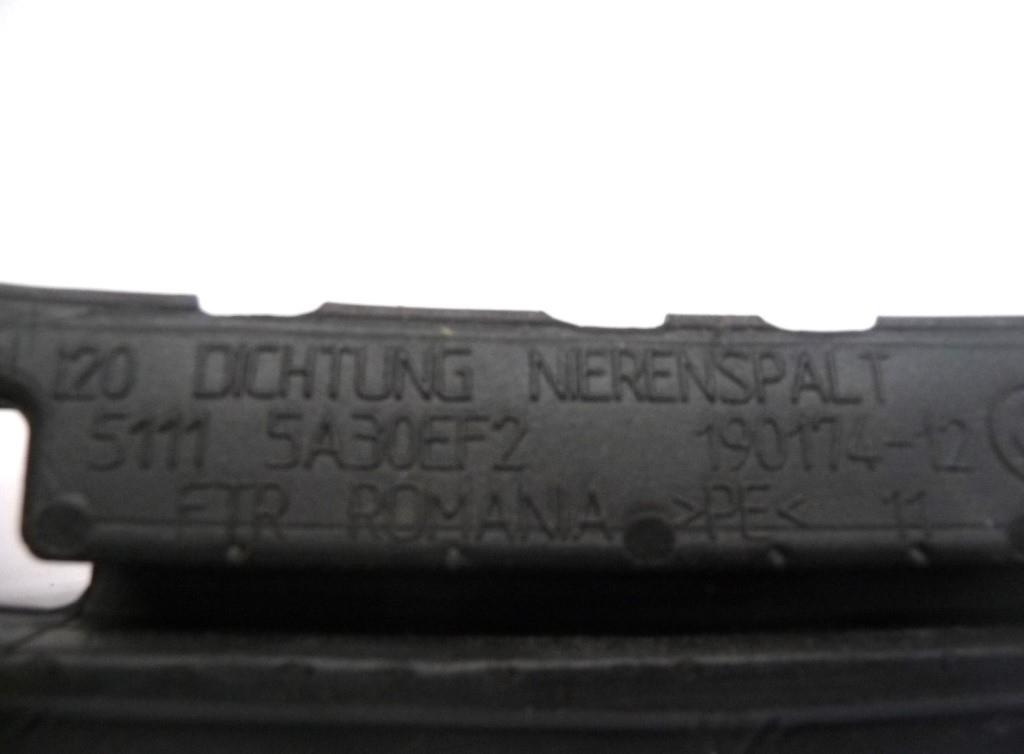 I20 DICHTUNG NIERENSPALT
5111 5A30EF2 190174-12
FTR ROMANIA >PE< 11